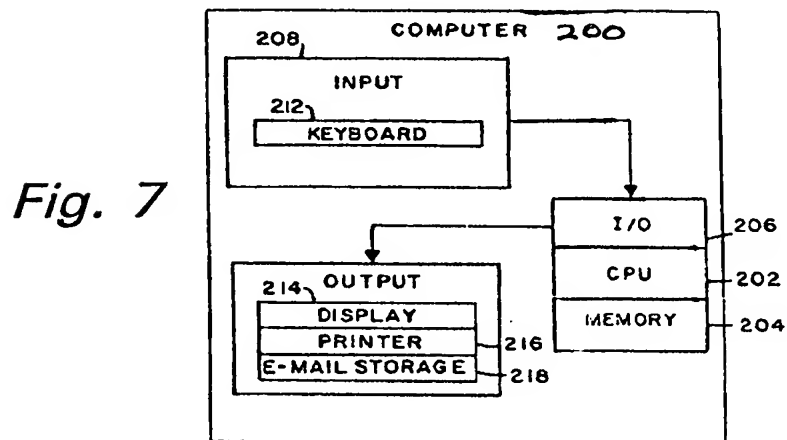 COMPUTER 200
208
INPUT
212
KEYBOARD
Fig. 7
I/O
206
CPU
202
MEMORY
204
OUTPUT
214
DISPLAY
PRINTER
216
E-MAIL STORAGE
218